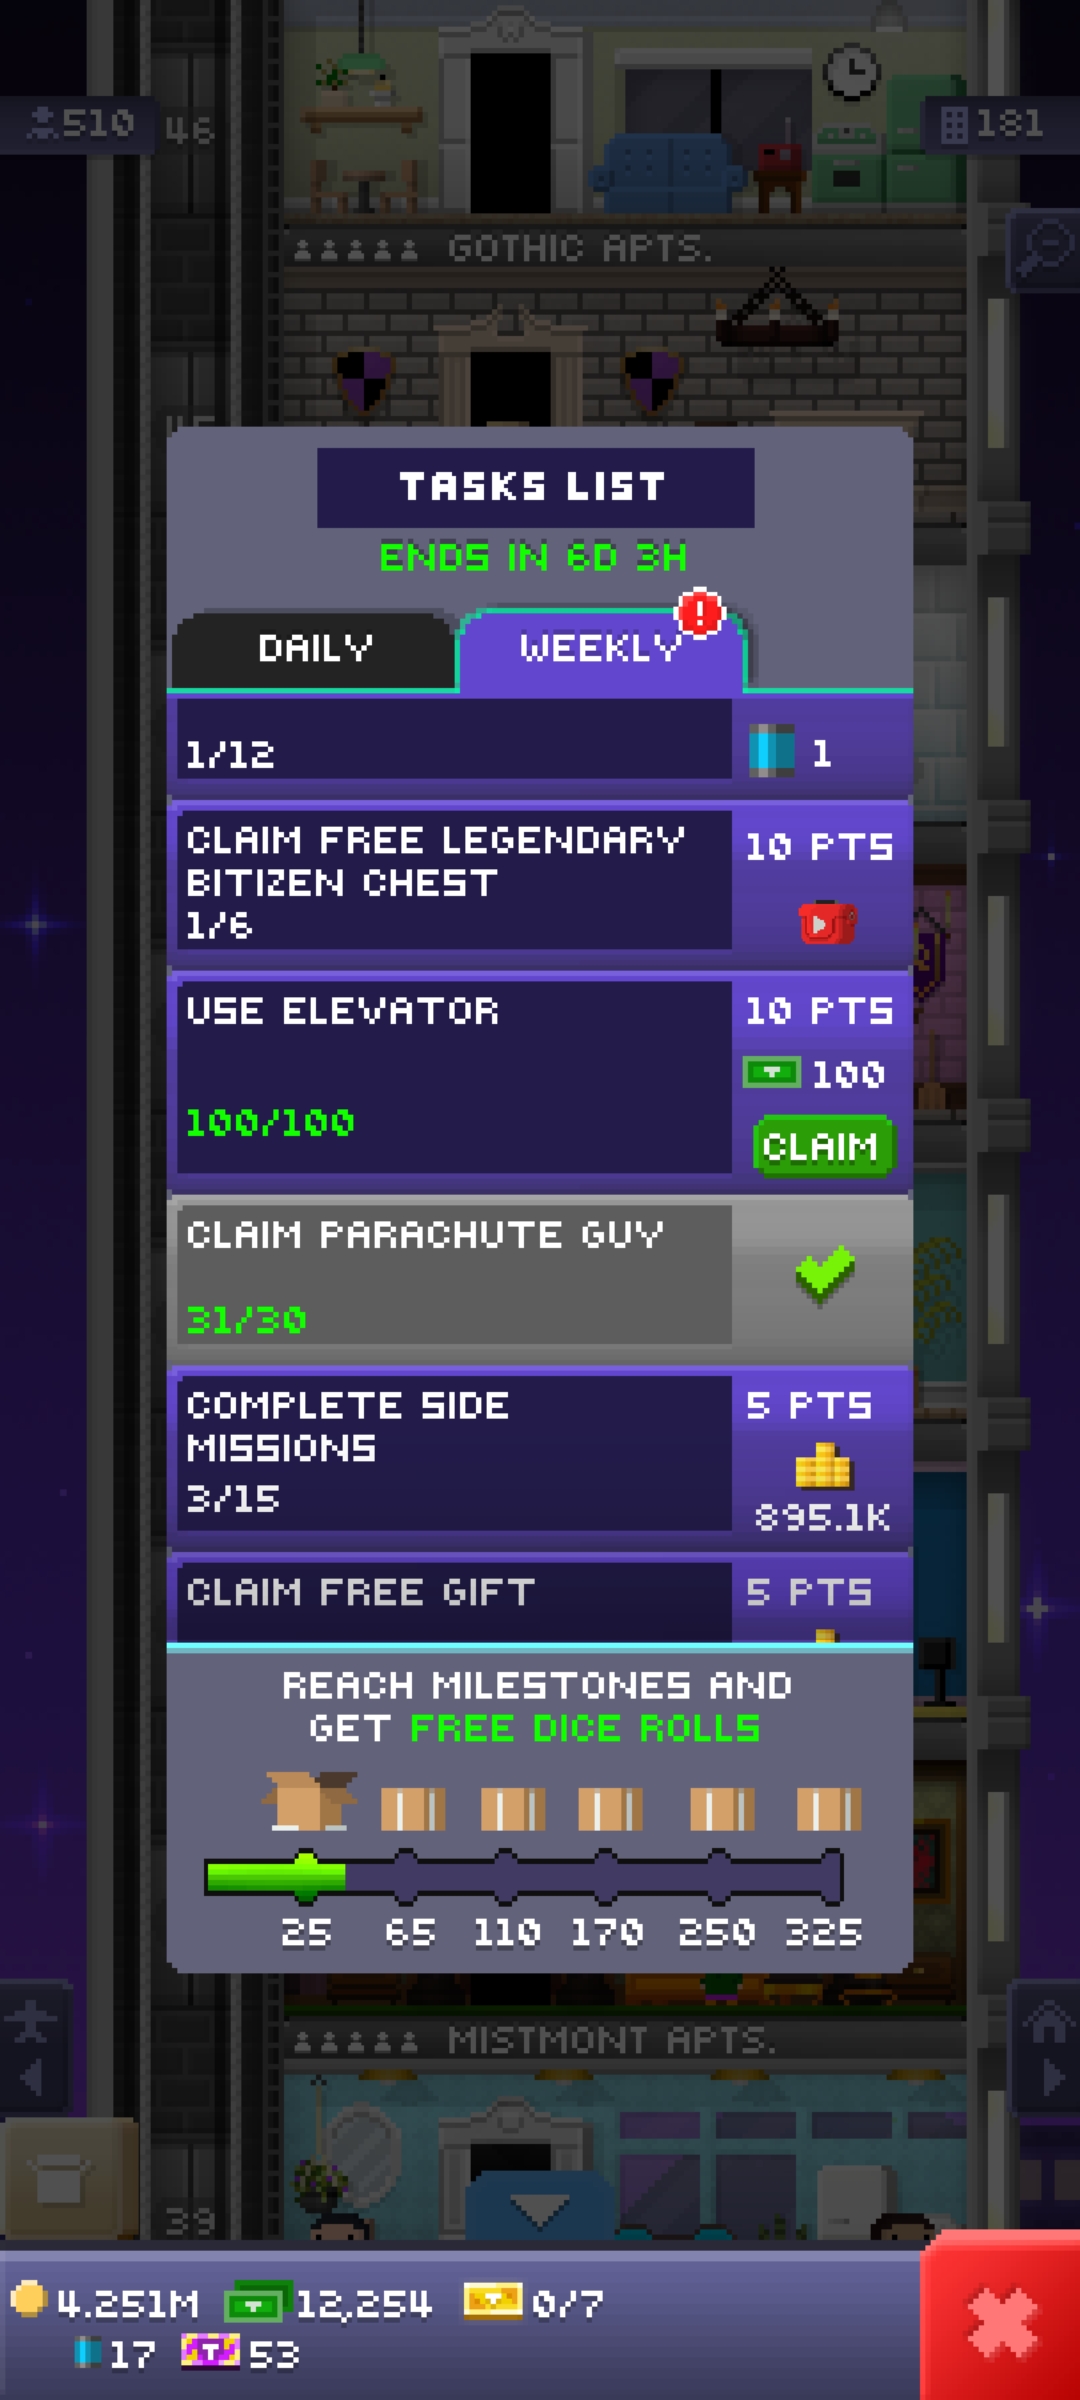 510
46
181
GOTHIC APTS.
TASKS LIST
ENDS IN 6D 3H
DAILY
WEEKLY
!
1/12
1
CLAIM FREE LEGENDARY
BITIZEN CHEST
1/6
10 PTS
USE ELEVATOR
100/100
10 PTS
100
CLAIM
CLAIM PARACHUTE GUY
31/30
COMPLETE SIDE
MISSIONS
3/15
5 PTS
895.1K
CLAIM FREE GIFT
5 PTS
REACH MILESTONES AND
GET FREE DICE ROLLS
25 65 110 170 250 325
MISTMONT APTS.
39
4.251M 12,254 0/7
17 53